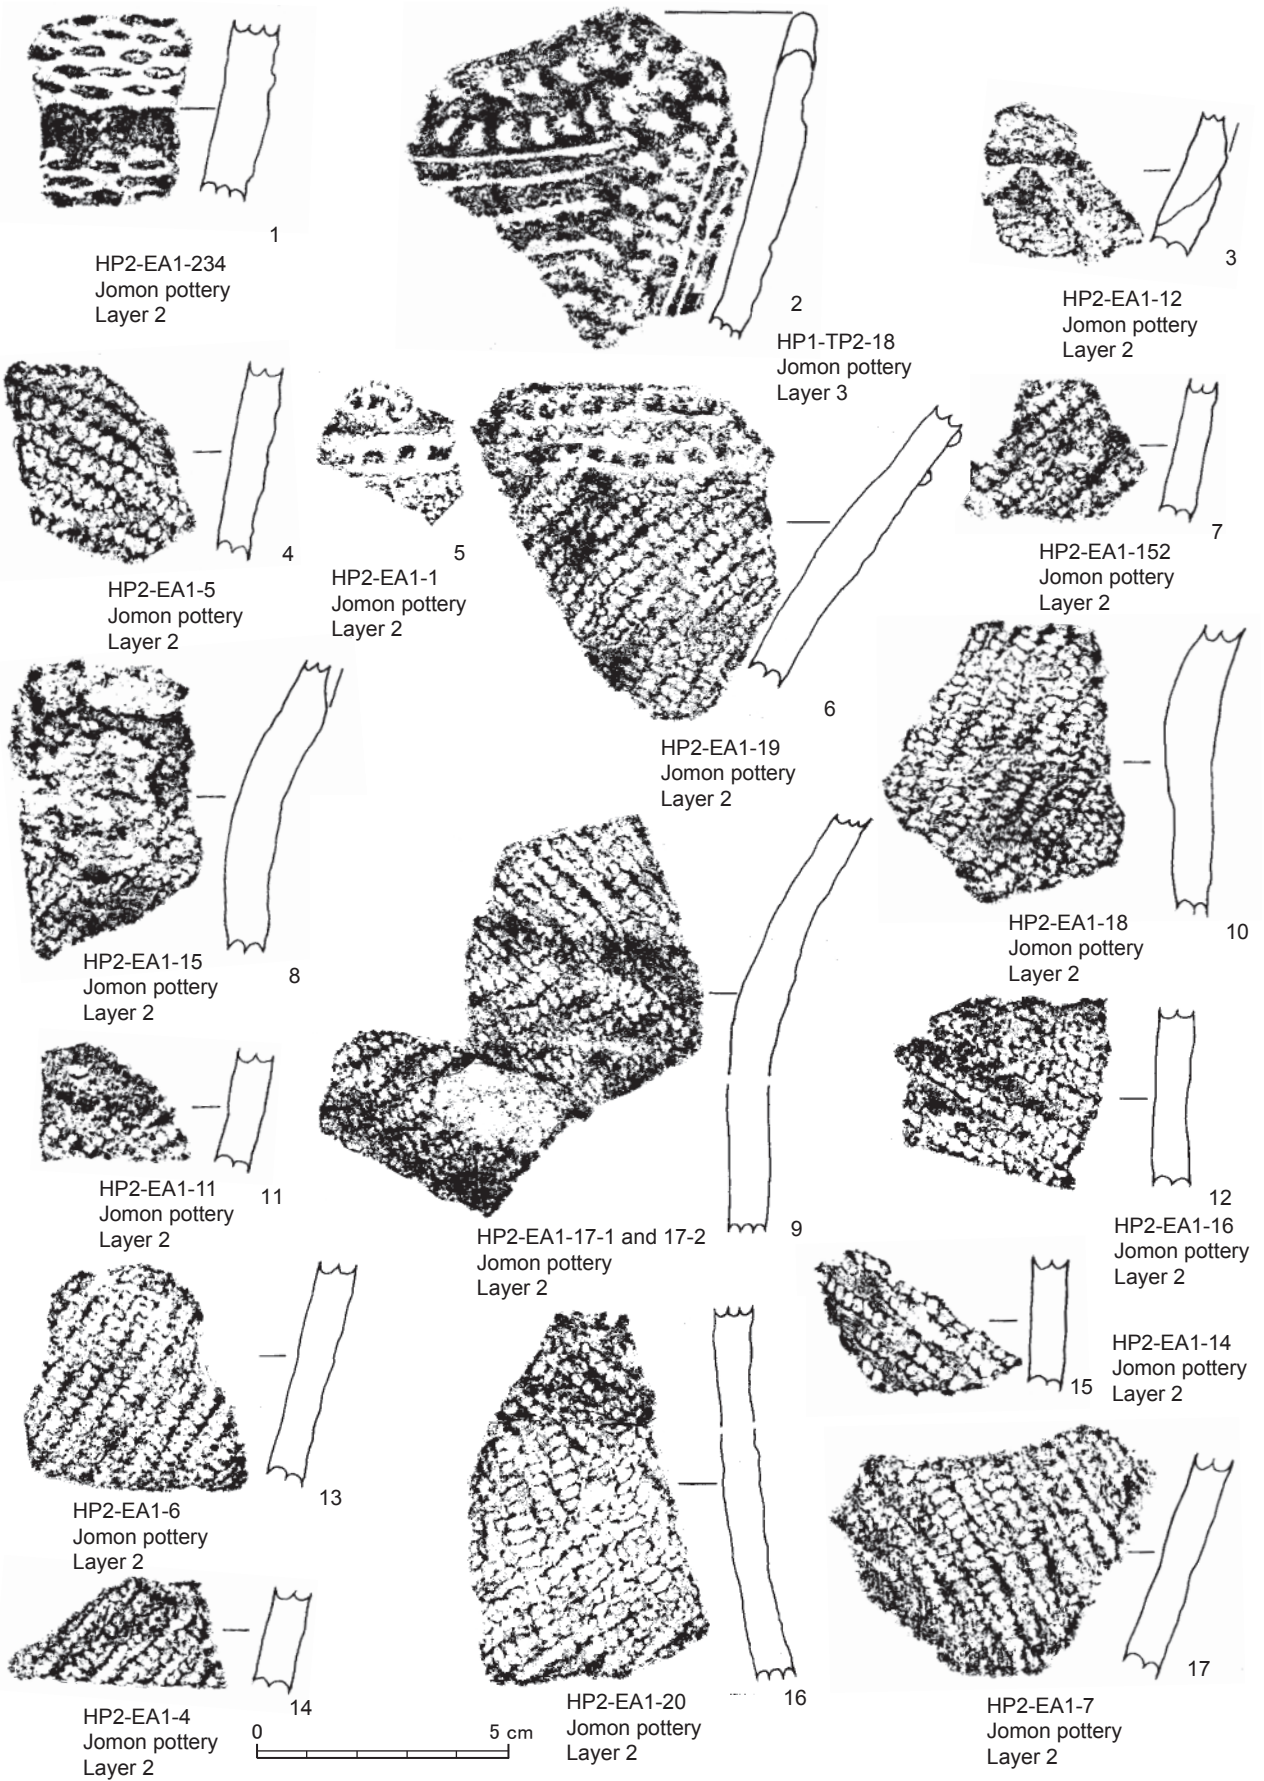 1
HP2-EA1-234
Jomon pottery
Layer 2
2
HP1-TP2-18
Jomon pottery
Layer 3
3
HP2-EA1-12
Jomon pottery
Layer 2
4
HP2-EA1-5
Jomon pottery
Layer 2
5
HP2-EA1-1
Jomon pottery
Layer 2
6
HP2-EA1-19
Jomon pottery
Layer 2
7
HP2-EA1-152
Jomon pottery
Layer 2
8
HP2-EA1-15
Jomon pottery
Layer 2
9
HP2-EA1-17-1 and 17-2
Jomon pottery
Layer 2
10
HP2-EA1-18
Jomon pottery
Layer 2
11
HP2-EA1-11
Jomon pottery
Layer 2
12
HP2-EA1-16
Jomon pottery
Layer 2
13
HP2-EA1-6
Jomon pottery
Layer 2
14
HP2-EA1-4
Jomon pottery
Layer 2
15
HP2-EA1-14
Jomon pottery
Layer 2
16
HP2-EA1-20
Jomon pottery
Layer 2
17
HP2-EA1-7
Jomon pottery
Layer 2
0 5 cm